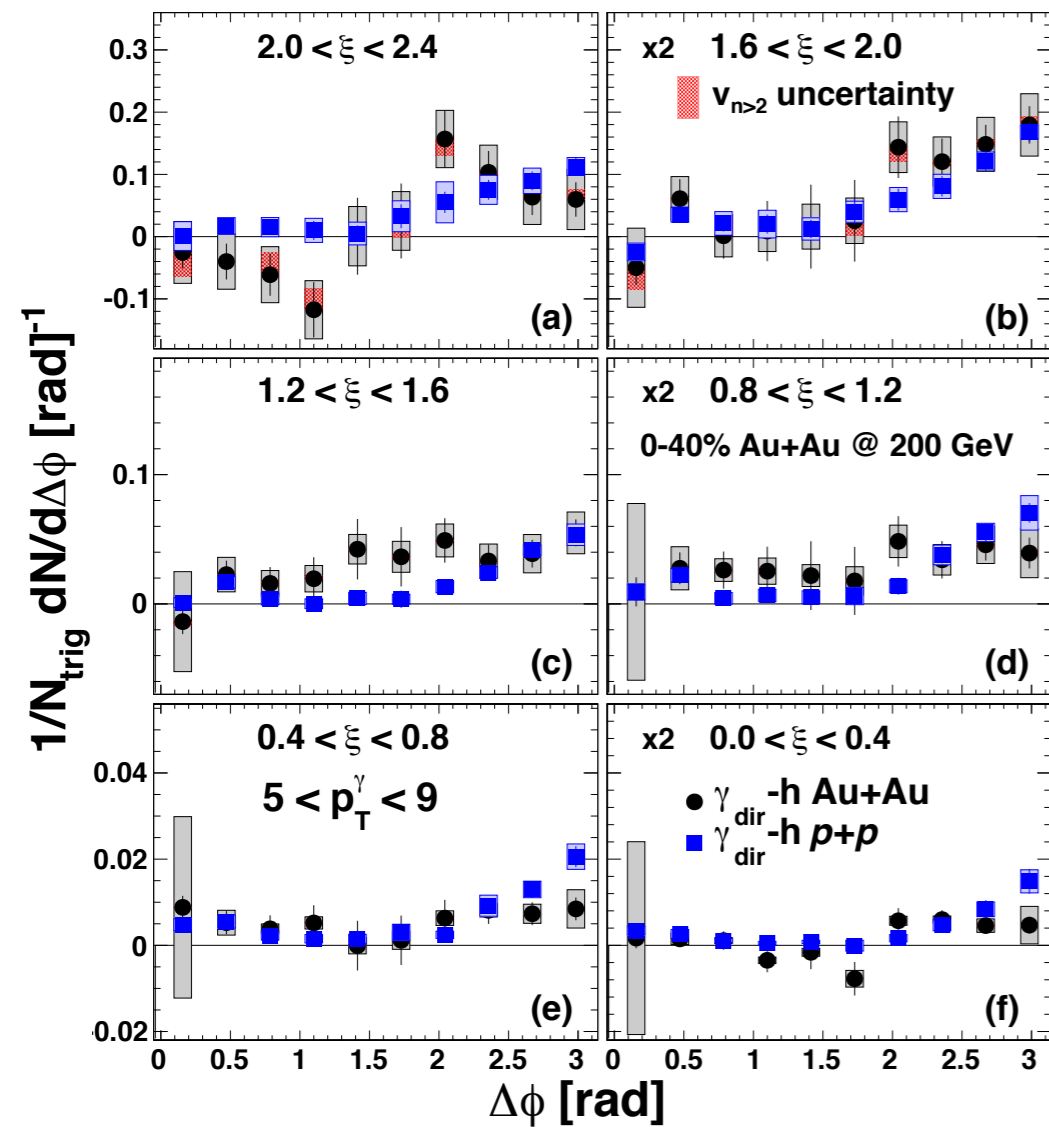 1/N_trig dN/dΔφ [rad]^-1
0.3
0.2
0.1
0
-0.1
2.0 < ξ < 2.4
(a)
x2 1.6 < ξ < 2.0
v_n>2 uncertainty
(b)
0.1
0
1.2 < ξ < 1.6
(c)
x2 0.8 < ξ < 1.2
0-40% Au+Au @ 200 GeV
(d)
0.04
0.02
0
-0.02
0.4 < ξ < 0.8
5 < p_T^γ < 9
(e)
x2 0.0 < ξ < 0.4
γ_dir-h Au+Au
γ_dir-h p+p
(f)
0 0.5 1 1.5 2 2.5 3
0 0.5 1 1.5 2 2.5 3
Δφ [rad]